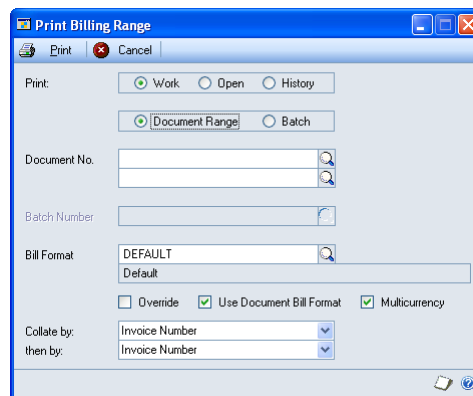 Print Billing Range
Print Cancel
Print: Work Open History
Document Range Batch
Document No.
Batch Number
Bill Format DEFAULT
Default
Override Use Document Bill Format Multicurrency
Collate by: Invoice Number
then by: Invoice Number